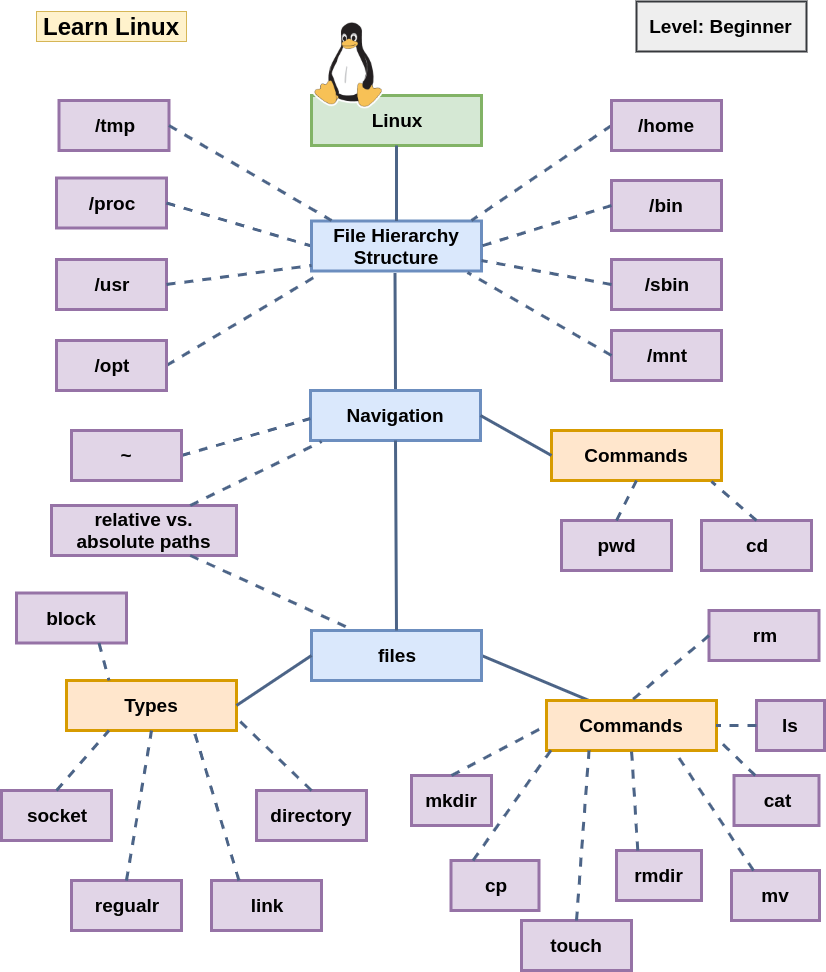 Learn Linux
Level: Beginner
Linux
/tmp
/home
/proc
/bin
File Hierarchy
Structure
/usr
/sbin
/opt
/mnt
Navigation
~
Commands
relative vs.
absolute paths
pwd
cd
block
files
rm
Types
Commands
ls
socket
directory
mkdir
cat
regualr
link
cp
rmdir
mv
touch